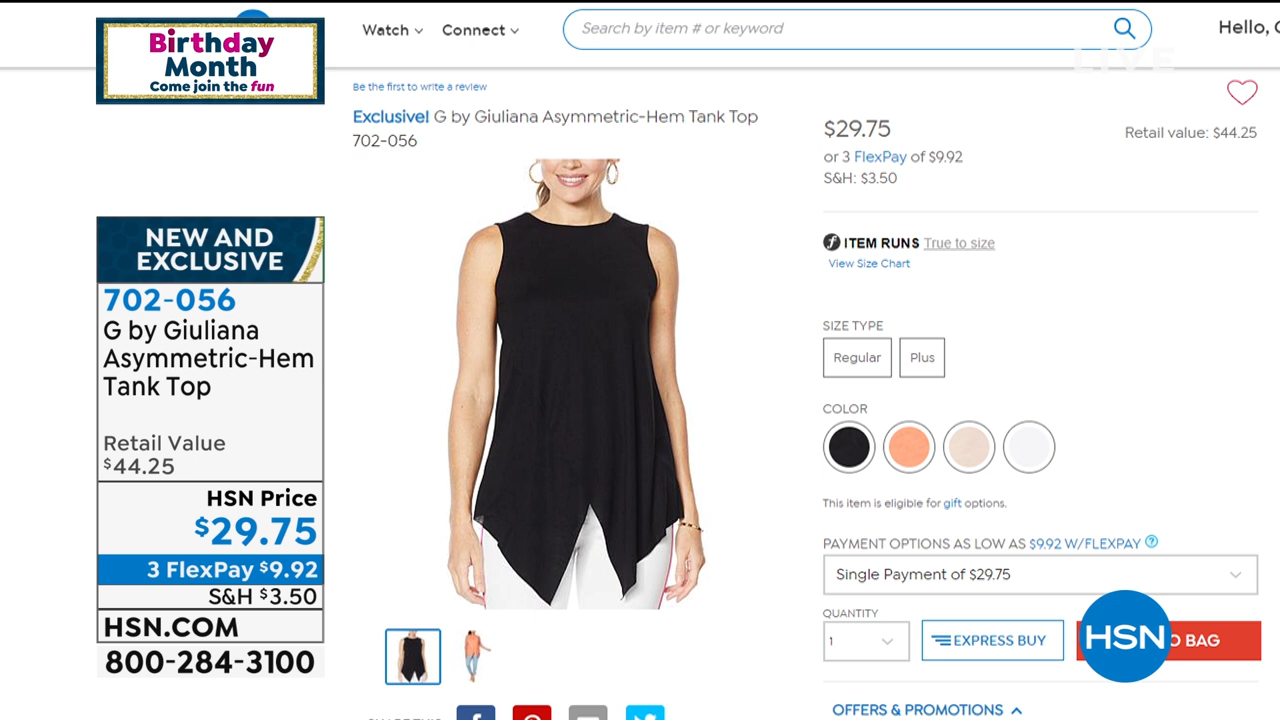 Birthday
Month
Come join the fun
Watch
Connect
Search by item # or keyword
Hello,
LIVE
Be the first to write a review
Exclusive! G by Giuliana Asymmetric-Hem Tank Top
702-056
$29.75
Retail value: $44.25
or 3 FlexPay of $9.92
S&H: $3.50
ITEM RUNS True to size
View Size Chart
SIZE TYPE
Regular
Plus
COLOR
This item is eligible for gift options.
PAYMENT OPTIONS AS LOW AS $9.92 W/FLEXPAY ?
Single Payment of $29.75
QUANTITY
1
EXPRESS BUY
HSN
O BAG
OFFERS & PROMOTIONS
NEW AND
EXCLUSIVE
702-056
G by Giuliana
Asymmetric-Hem
Tank Top
Retail Value
$44.25
HSN Price
$29.75
3 FlexPay $9.92
S&H $3.50
HSN.COM
800-284-3100